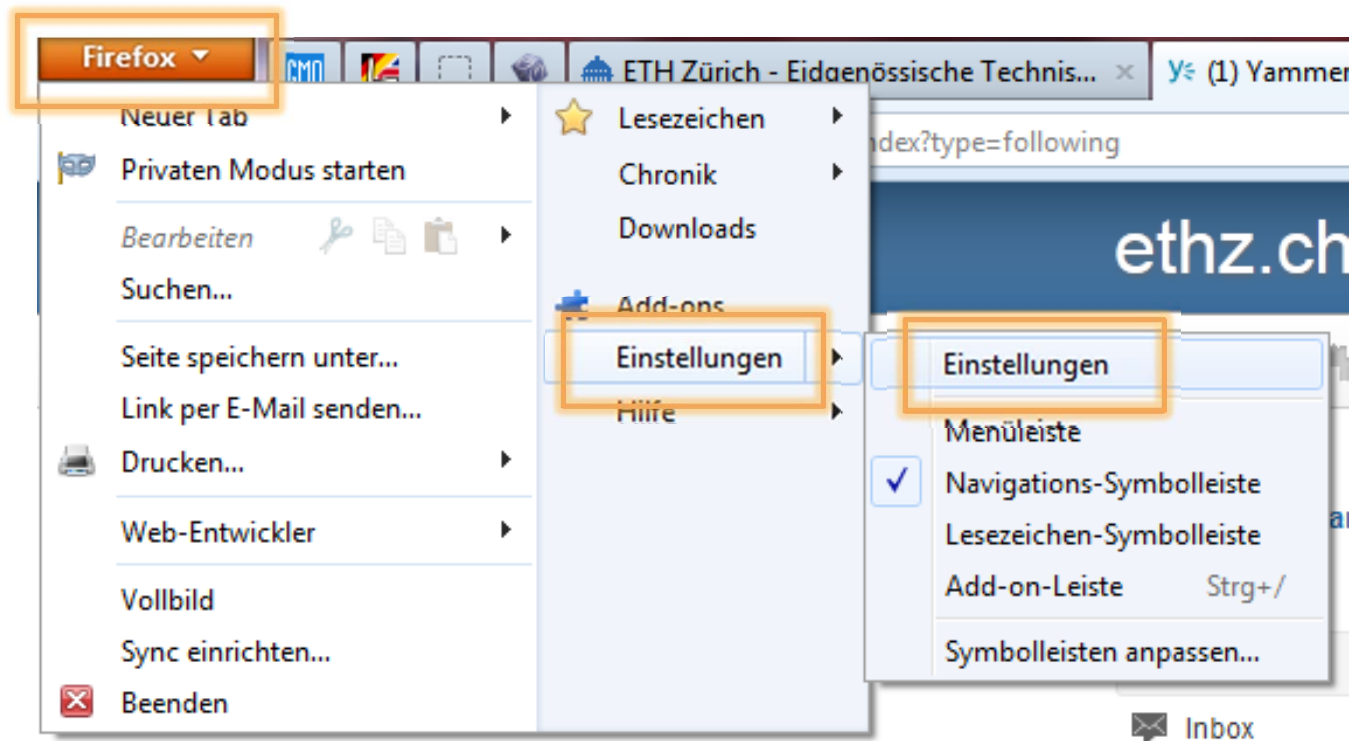 Firefox
CMD
ETH Zürich - Eidgenössische Technis...
(1) Yammer
Neuer Tab
Privaten Modus starten
Bearbeiten
Suchen...
Seite speichern unter...
Link per E-Mail senden...
Drucken...
Web-Entwickler
Vollbild
Sync einrichten...
Beenden
Lesezeichen
Chronik
Downloads
Add-ons
Einstellungen
Hilfe
ndex?type=following
ethz.ch
Einstellungen
Menüleiste
Navigations-Symbolleiste
Lesezeichen-Symbolleiste
Add-on-Leiste Strg+/
Symbolleisten anpassen...
Inbox